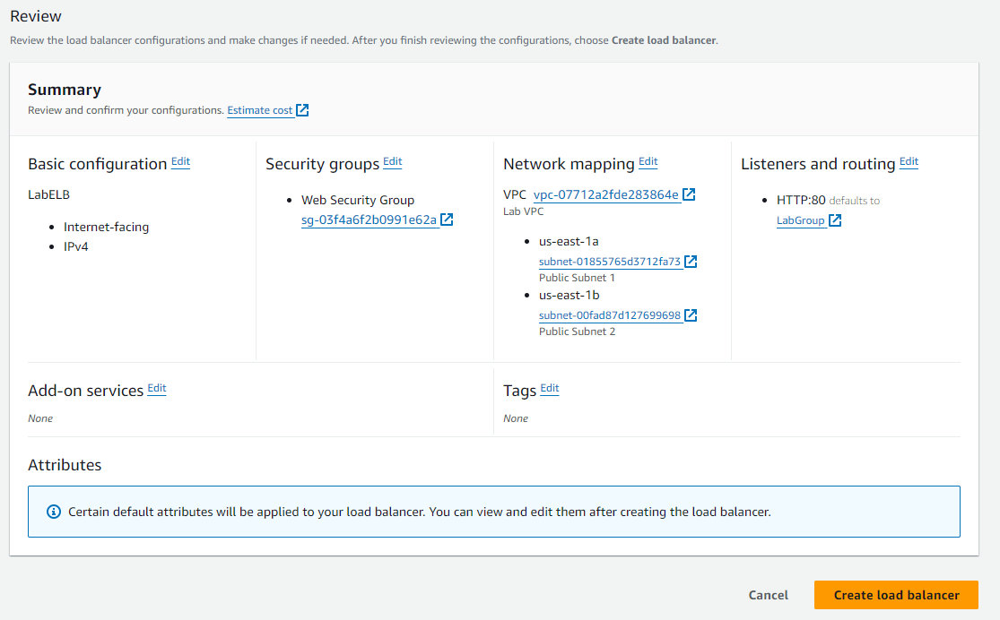 Review
Review the load balancer configurations and make changes if needed. After you finish reviewing the configurations, choose Create load balancer.
Summary
Review and confirm your configurations. Estimate cost
Basic configuration Edit
LabELB
• Internet-facing
• IPv4
Security groups Edit
• Web Security Group
sg-03f4a6f2b0991e62a
Network mapping Edit
VPC vpc-07712a2fde283864e
Lab VPC
• us-east-1a
subnet-01855765d3712fa73
Public Subnet 1
• us-east-1b
subnet-00fad87d127699698
Public Subnet 2
Listeners and routing Edit
• HTTP:80 defaults to
LabGroup
Add-on services Edit
None
Tags Edit
None
Attributes
Certain default attributes will be applied to your load balancer. You can view and edit them after creating the load balancer.
Cancel
Create load balancer